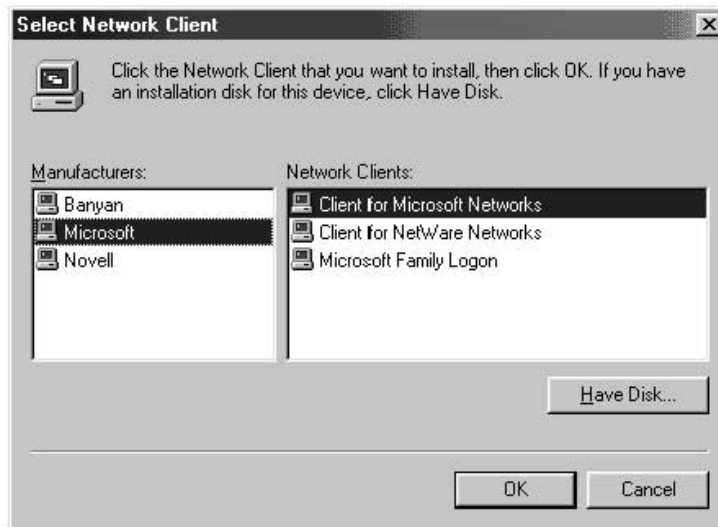 Select Network Client
Click the Network Client that you want to install, then click OK. If you have
an installation disk for this device, click Have Disk.
Manufacturers:
Banyan
Microsoft
Novell
Network Clients:
Client for Microsoft Networks
Client for NetWare Networks
Microsoft Family Logon
Have Disk...
OK
Cancel